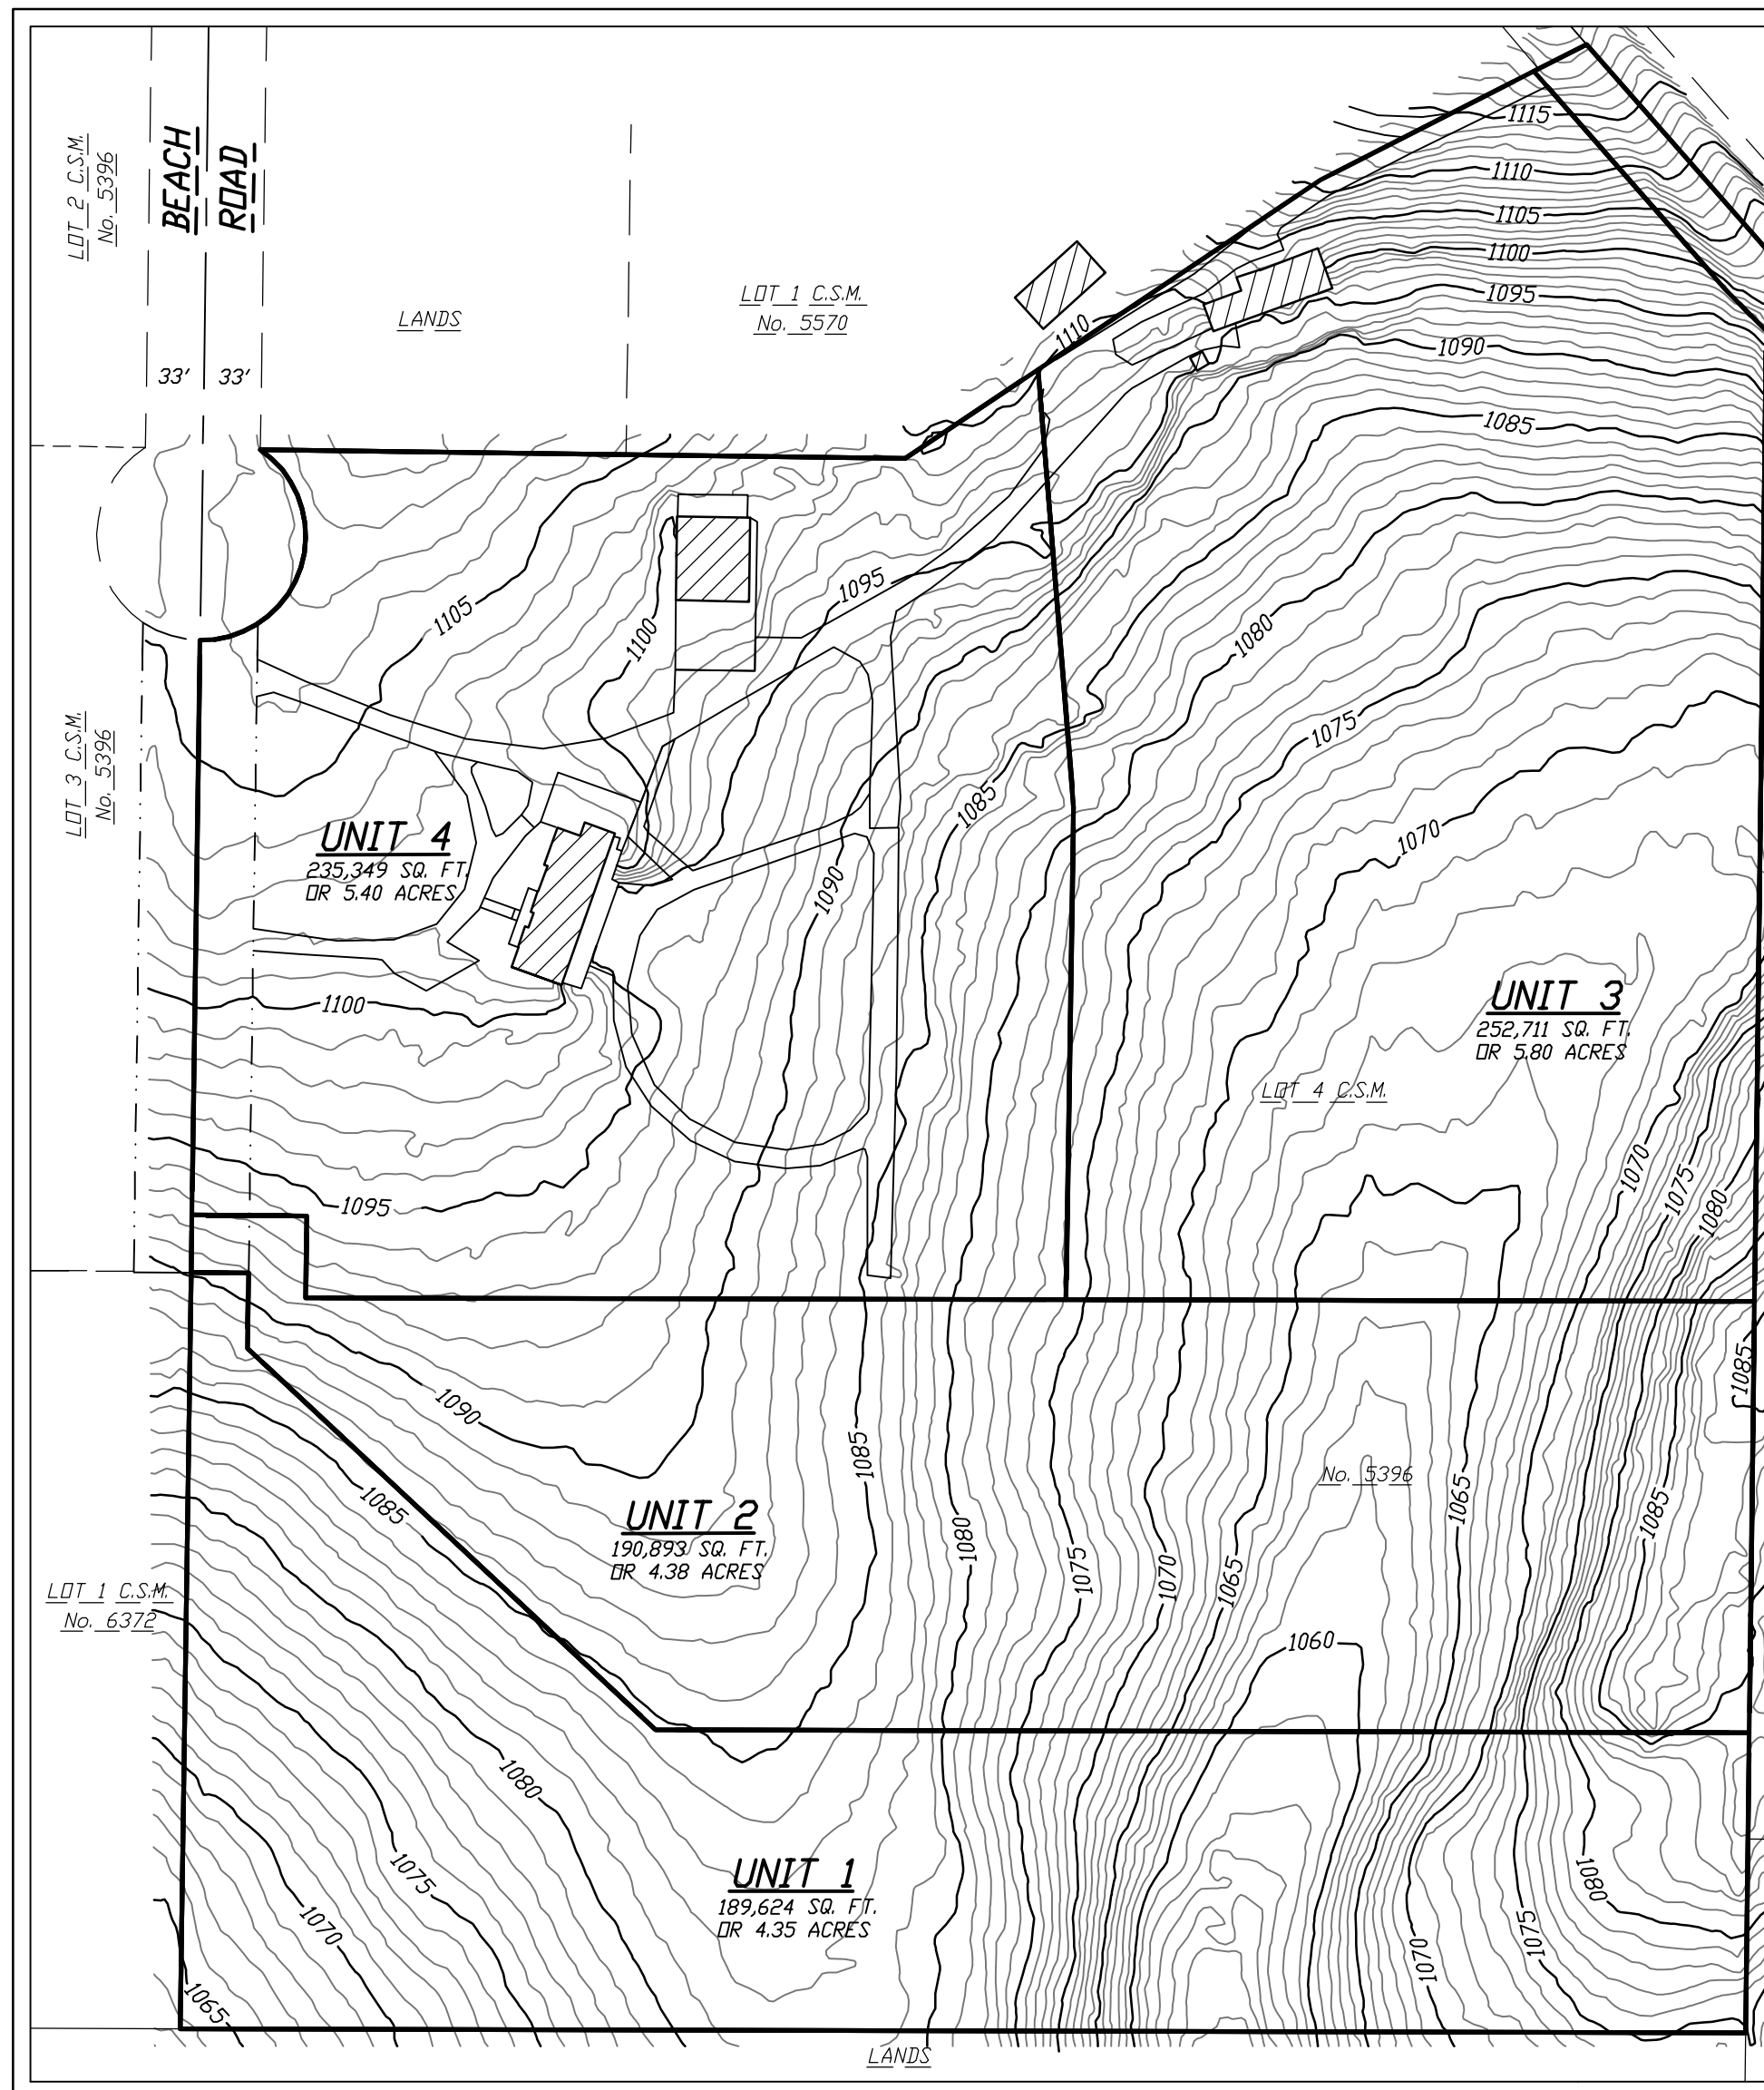 1115
1110
1105
1100
1095
1090
1085
LOT 2 C.S.M.
No. 5396
BEACH
ROAD
33' 33'
LANDS
LOT 1 C.S.M.
No. 5570
1110
1105
1100
1095
1080
1075
1085
1070
1090
LOT 3 C.S.M.
No. 5396
UNIT 4
235,349 SQ. FT.
OR 5.40 ACRES
1100
1095
UNIT 3
252,711 SQ. FT.
OR 5.80 ACRES
LOT 4 C.S.M.
1070
1075
1080
1085
1090
1085
1085
No. 5396
1065
1085
UNIT 2
190,893 SQ. FT.
OR 4.38 ACRES
1080
1075
1070
1065
LOT 1 C.S.M.
No. 6372
1060
1080
1075
1070
1065
UNIT 1
189,624 SQ. FT.
OR 4.35 ACRES
1080
1075
1070
LANDS